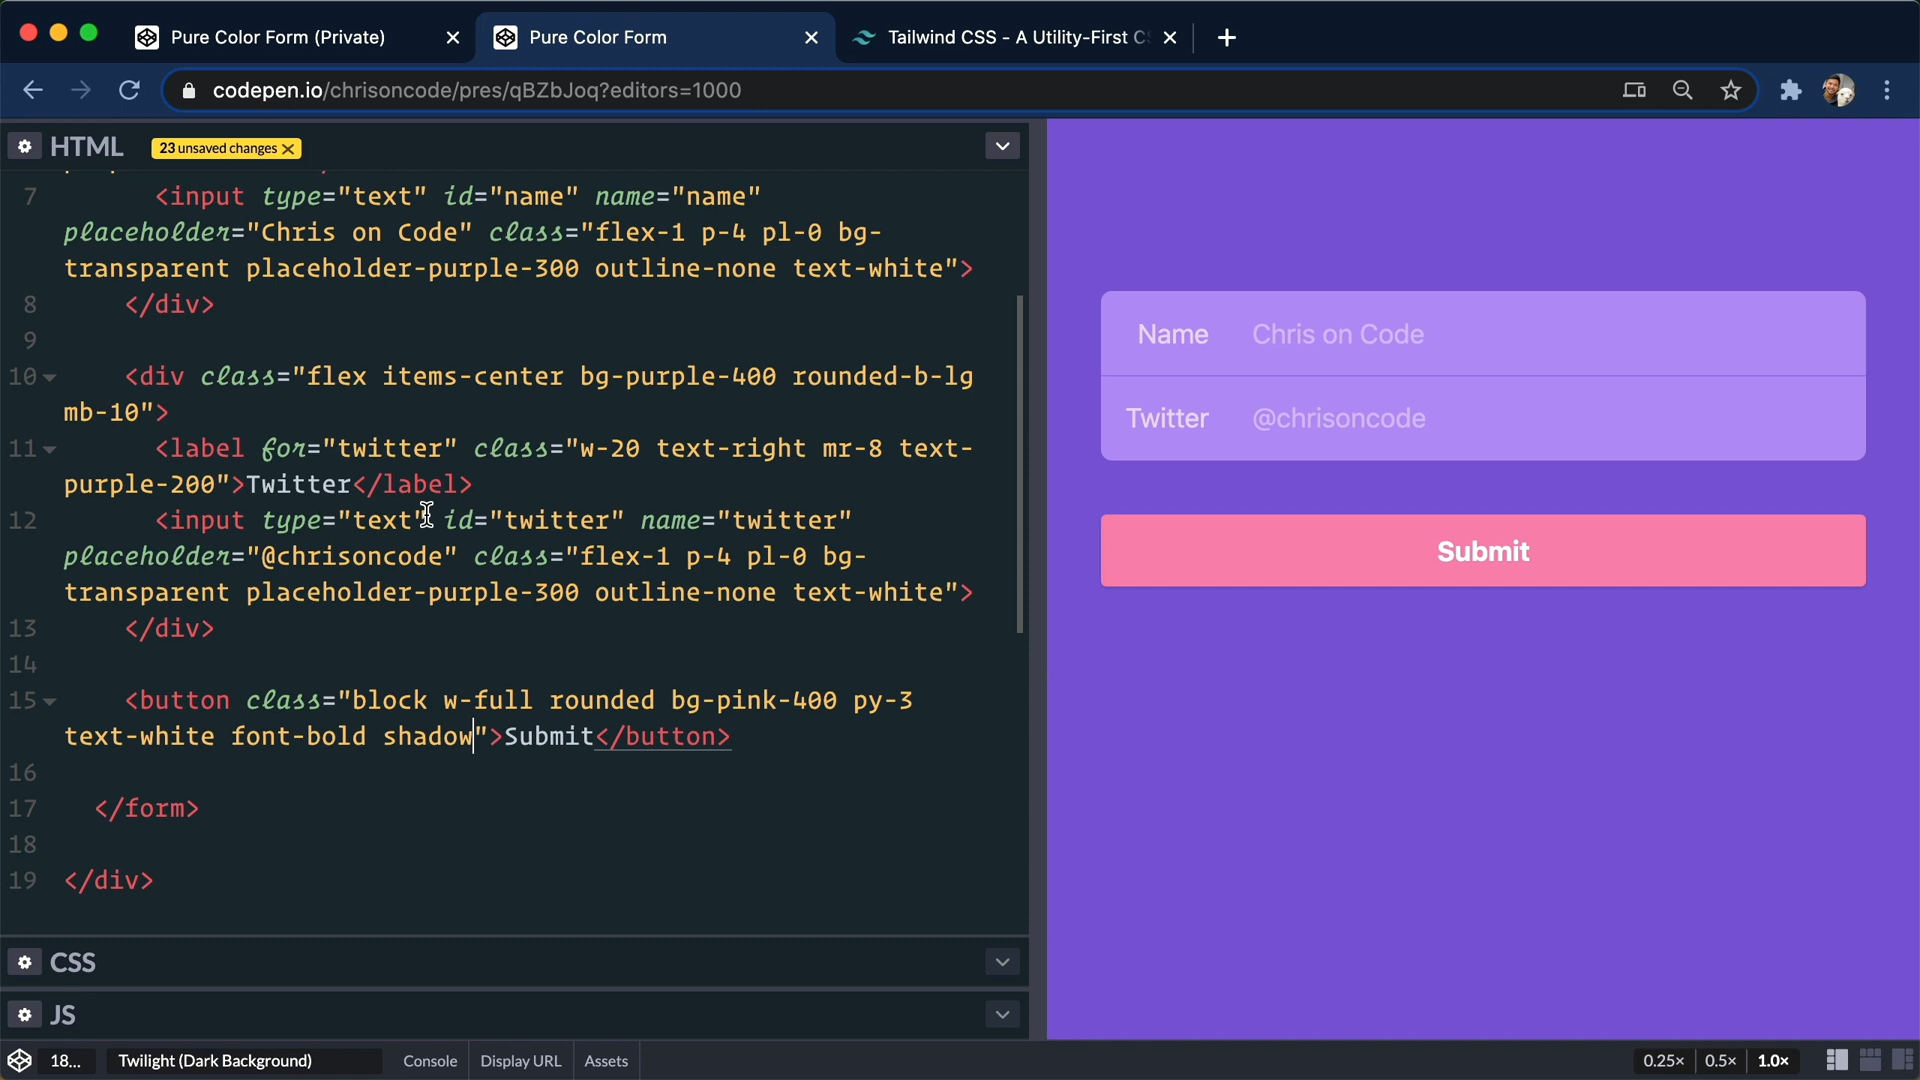 Pure Color Form (Private)
Pure Color Form
Tailwind CSS - A Utility-First C
codepen.io/chrisoncode/pres/qBZbJoq?editors=1000
HTML
23 unsaved changes
7 <input type="text" id="name" name="name"
placeholder="Chris on Code" class="flex-1 p-4 pl-0 bg-
transparent placeholder-purple-300 outline-none text-white">
8 </div>
9
10 <div class="flex items-center bg-purple-400 rounded-b-lg
mb-10">
11 <label for="twitter" class="w-20 text-right mr-8 text-
purple-200">Twitter</label>
12 <input type="text" id="twitter" name="twitter"
placeholder="@chrisoncode" class="flex-1 p-4 pl-0 bg-
transparent placeholder-purple-300 outline-none text-white">
13 </div>
14
15 <button class="block w-full rounded bg-pink-400 py-3
text-white font-bold shadow">Submit</button>
16
17 </form>
18
19 </div>
CSS
JS
Name Chris on Code
Twitter @chrisoncode
Submit
18... Twilight (Dark Background) Console Display URL Assets 0.25× 0.5× 1.0×